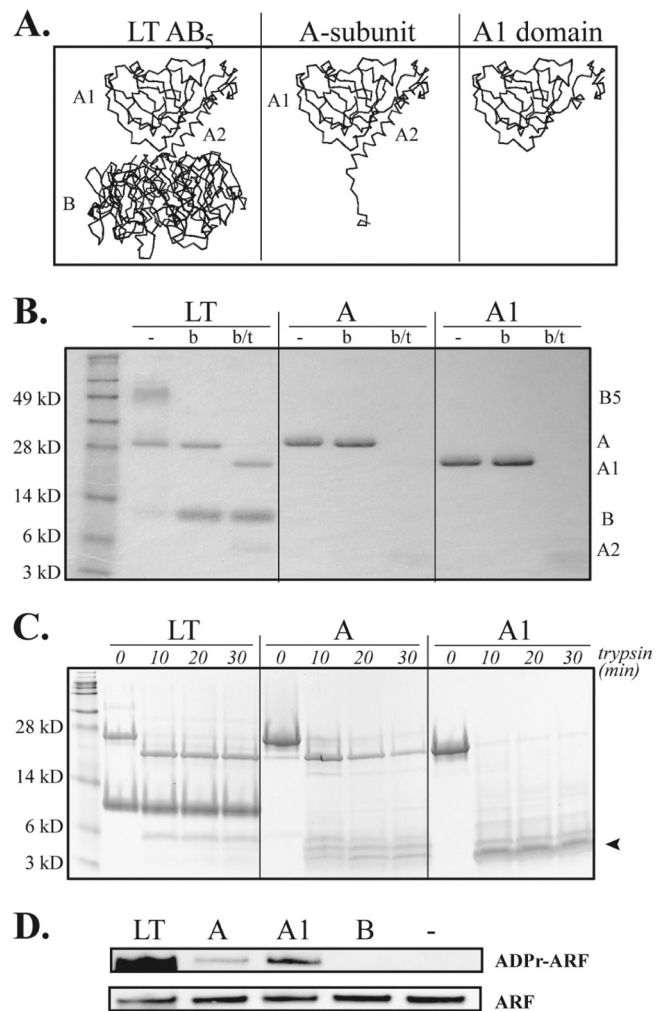 A.
LT AB5 A-subunit A1 domain
A1 A2 B A1 A2
B.
LT A A1
- b b/t - b b/t - b b/t
49 kD B5
28 kD A
A1
14 kD
B
6 kD
A2
3 kD
C.
LT A A1
0 10 20 30 0 10 20 30 0 10 20 30 trypsin
(min)
28 kD
14 kD
6 kD
3 kD
D.
LT A A1 B -
ADPr-ARF
ARF